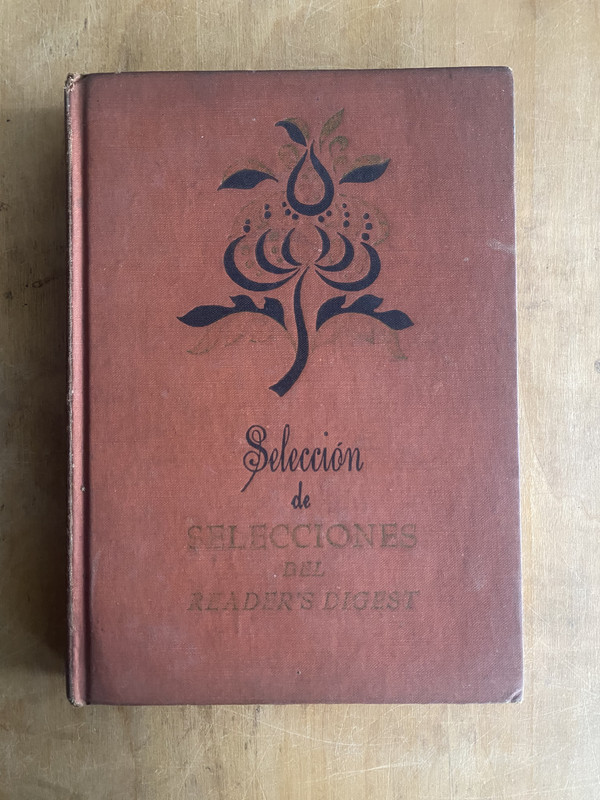 Selección
de
SELECCIONES
DEL
READER'S DIGEST